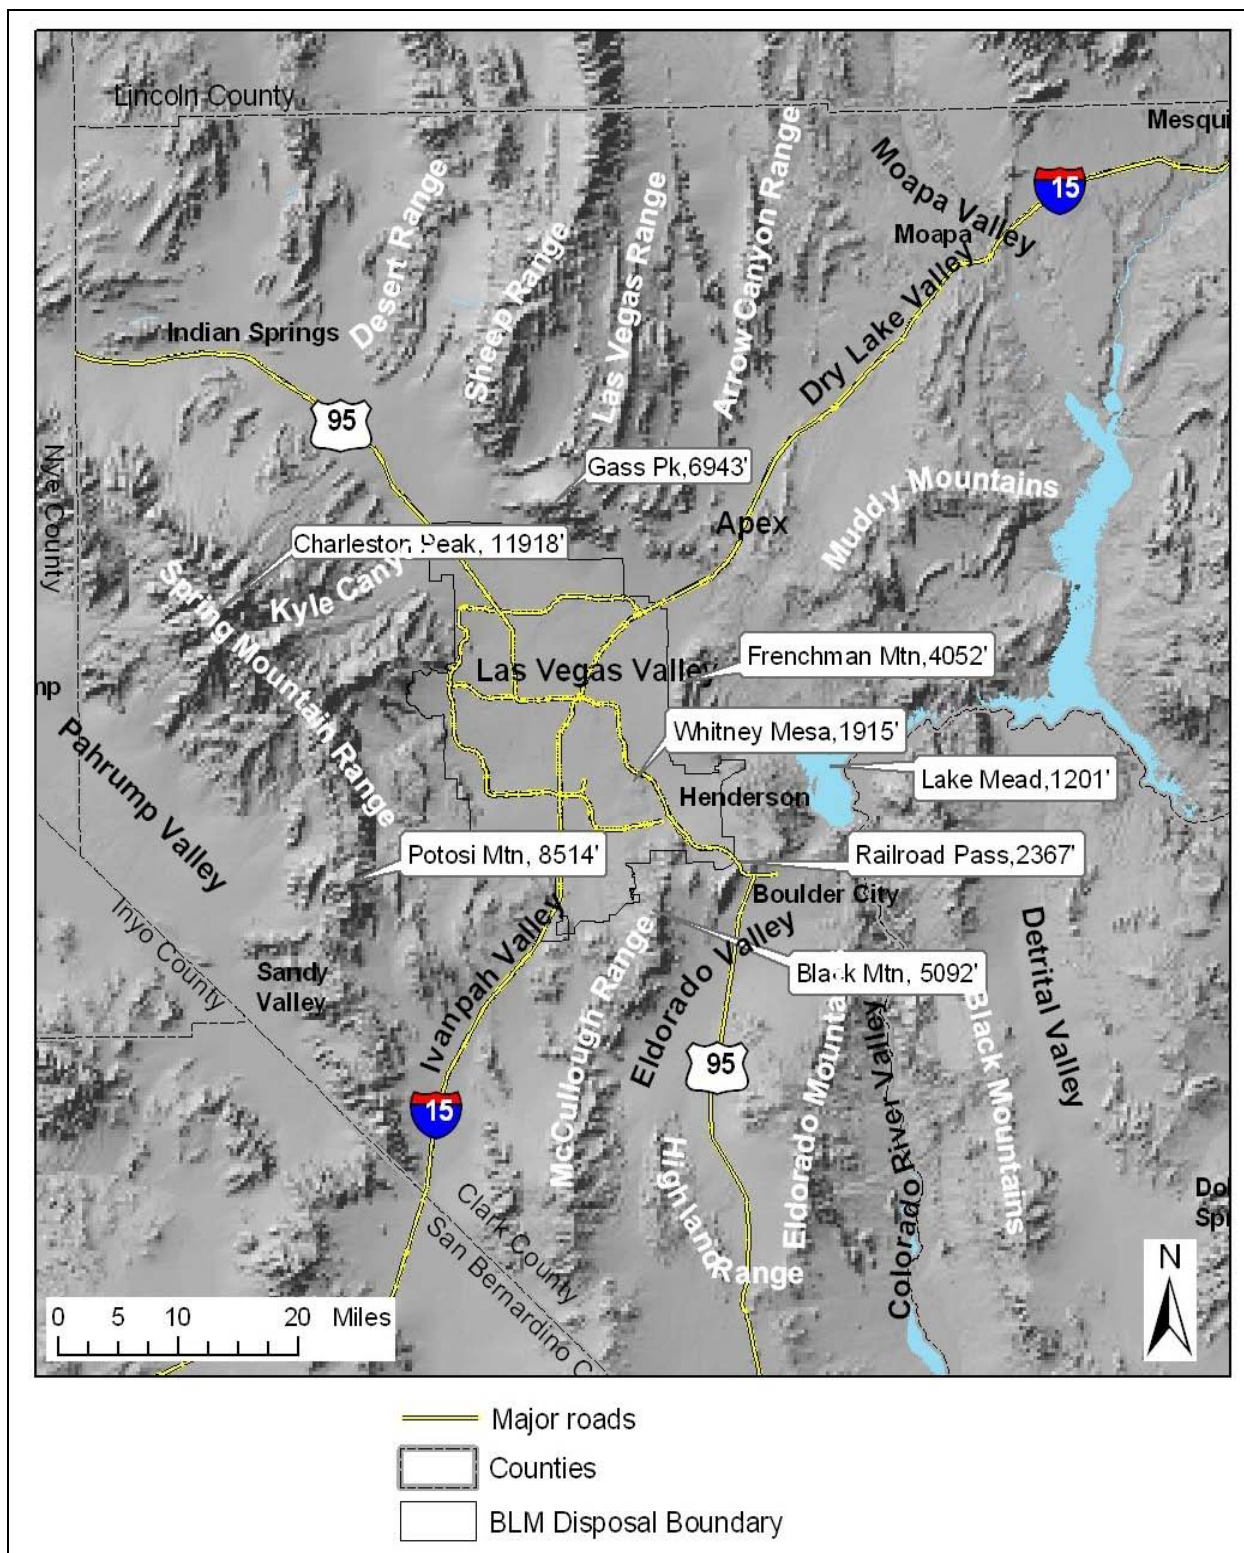 Lincoln County
Mesqui
15
Moapa Valley
Moapa
Desert Range
Sheep Range
Las Vegas Range
Arrow Canyon Range
Dry Lake Valley
Indian Springs
95
Nye County
Gass Pk,6943'
Muddy Mountains
Apex
Charleston Peak, 11918'
Kyle Cany
Spring Mountain Range
Las Vegas Valley
Frenchman Mtn,4052'
mp
Pahrump Valley
Whitney Mesa,1915'
Lake Mead,1201'
Henderson
Potosi Mtn, 8514'
Railroad Pass,2367'
Boulder City
Inyo County
Sandy
Valley
Ivanpah Valley
McCullough Range
Eldorado Valley
Black Mtn, 5092'
Detrital Valley
Eldorado Mountai
Colorado River Valley
Black Mountains
95
15
Highland Range
Clark County
San Bernardino C
Do
Spr
N
0 5 10 20 Miles
Major roads
Counties
BLM Disposal Boundary